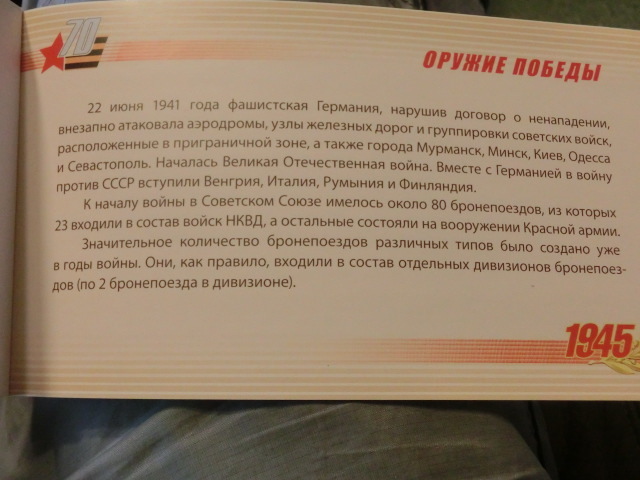 70
ОРУЖИЕ ПОБЕДЫ
22 июня 1941 года фашистская Германия, нарушив договор о ненападении,
внезапно атаковала аэродромы, узлы железных дорог и группировки советских войск,
расположенные в приграничной зоне, а также города Мурманск, Минск, Киев, Одесса
и Севастополь. Началась Великая Отечественная война. Вместе с Германией в войну
против СССР вступили Венгрия, Италия, Румыния и Финляндия.
К началу войны в Советском Союзе имелось около 80 бронепоездов, из которых
23 входили в состав войск НКВД, а остальные состояли на вооружении Красной армии.
Значительное количество бронепоездов различных типов было создано уже
в годы войны. Они, как правило, входили в состав отдельных дивизионов бронепоез-
дов (по 2 бронепоезда в дивизионе).
1945